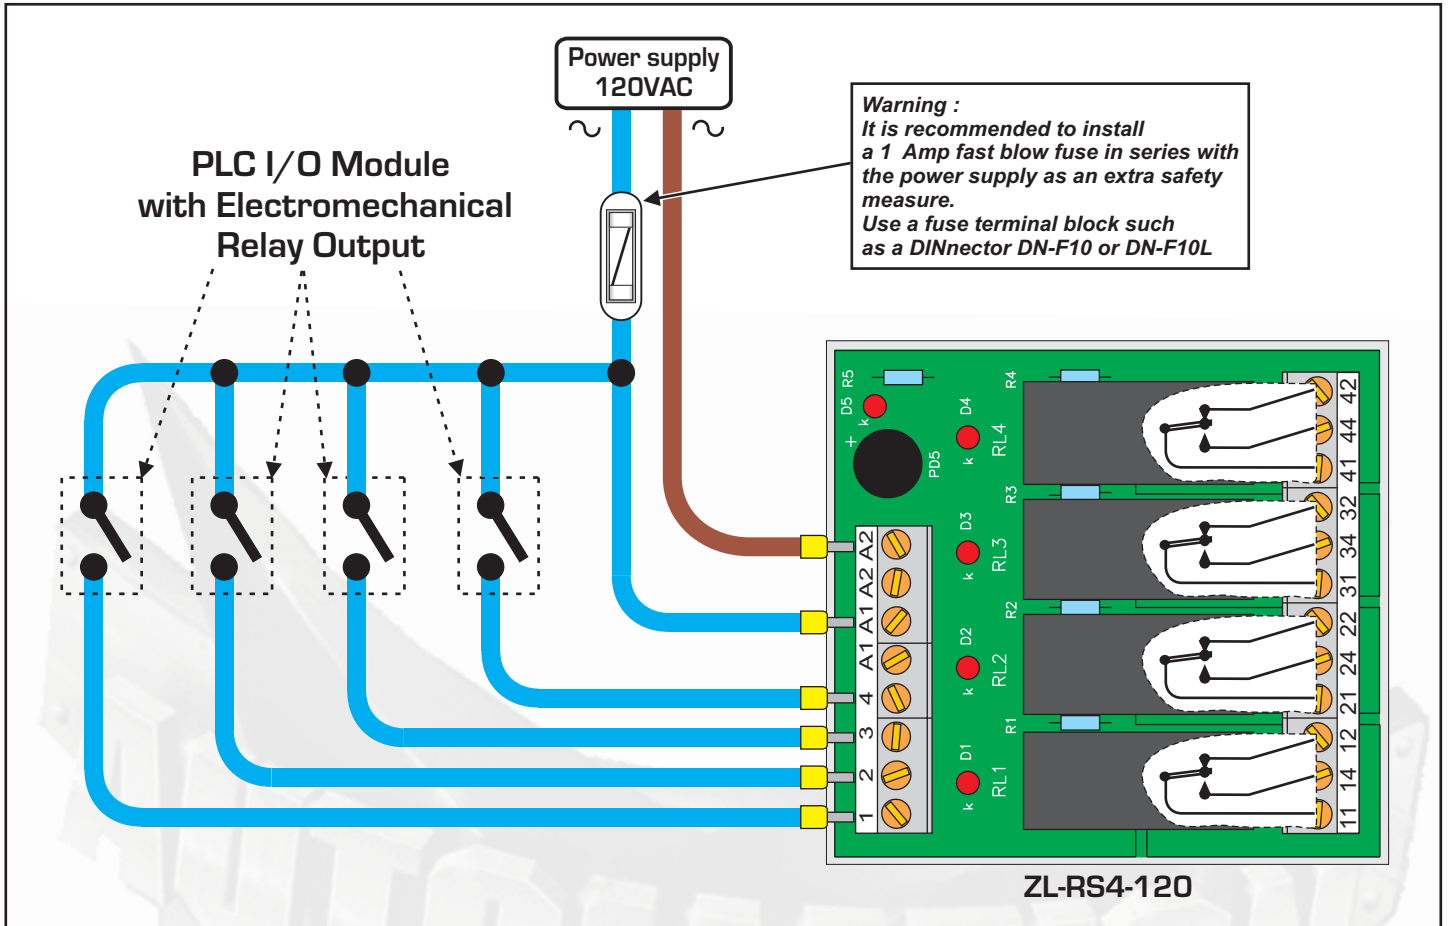 Power supply
120VAC
Warning :
It is recommended to install
a 1 Amp fast blow fuse in series with
the power supply as an extra safety
measure.
Use a fuse terminal block such
as a DINnector DN-F10 or DN-F10L
PLC I/O Module
with Electromechanical
Relay Output
R5
D5
k
+
PD5
R4
D4
k
RL4
42
44
41
R3
D3
k
RL3
32
34
31
R2
D2
k
RL2
22
24
21
R1
D1
k
RL1
12
14
11
A2
A2
A1
A1
4
3
2
1
ZL-RS4-120